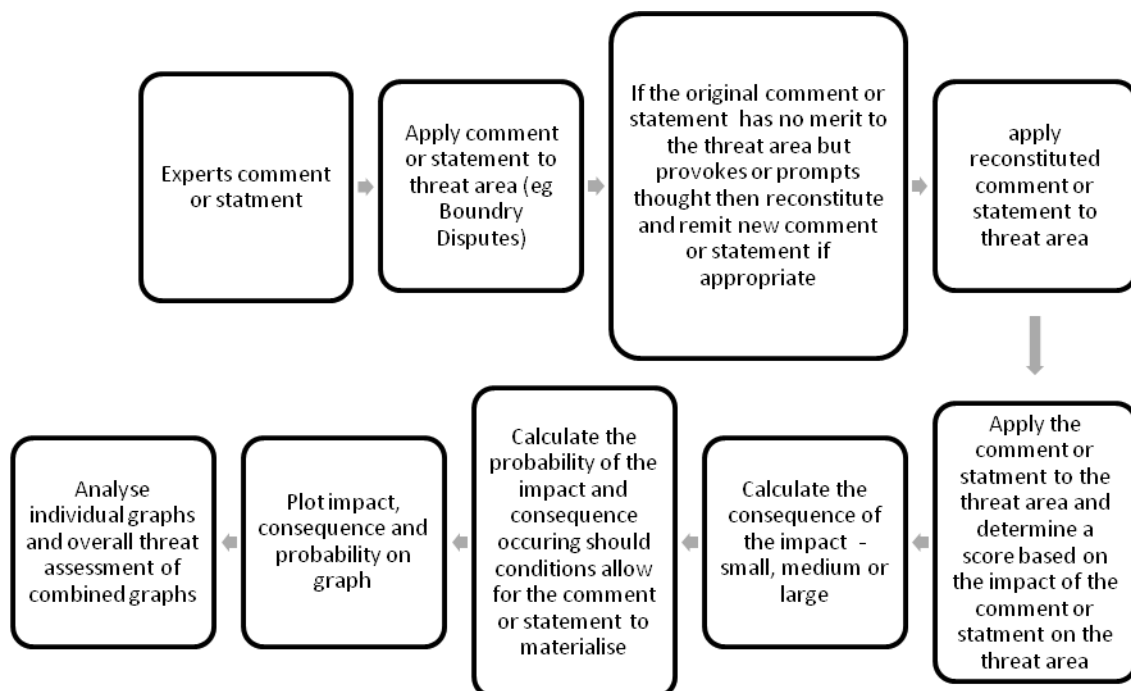 Experts comment
or statment
Apply comment
or statement to
threat area (eg
Boundry
Disputes)
If the original comment or
statement has no merit to
the threat area but
provokes or prompts
thought then reconstitute
and remit new comment
or statement if
appropriate
apply
reconstituted
comment or
statement to
threat area
Apply the
comment or
statment to the
threat area and
determine a
score based on
the impact of the
comment or
statment on the
threat area
Calculate the
consequence of
the impact -
small, medium or
large
Calculate the
probability of the
impact and
consequence
occuring should
conditions allow
for the comment
or statement to
materialise
Plot impact,
consequence and
probability on
graph
Analyse
individual graphs
and overall threat
assessment of
combined graphs